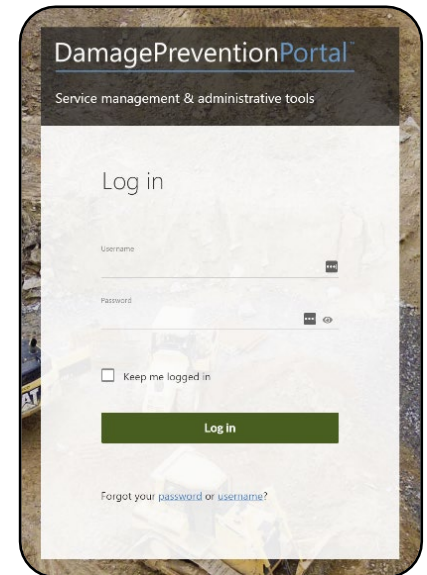 DamagePreventionPortal™
Service management & administrative tools
Log in
Username
Password
Keep me logged in
Log in
Forgot your password or username?
CAT